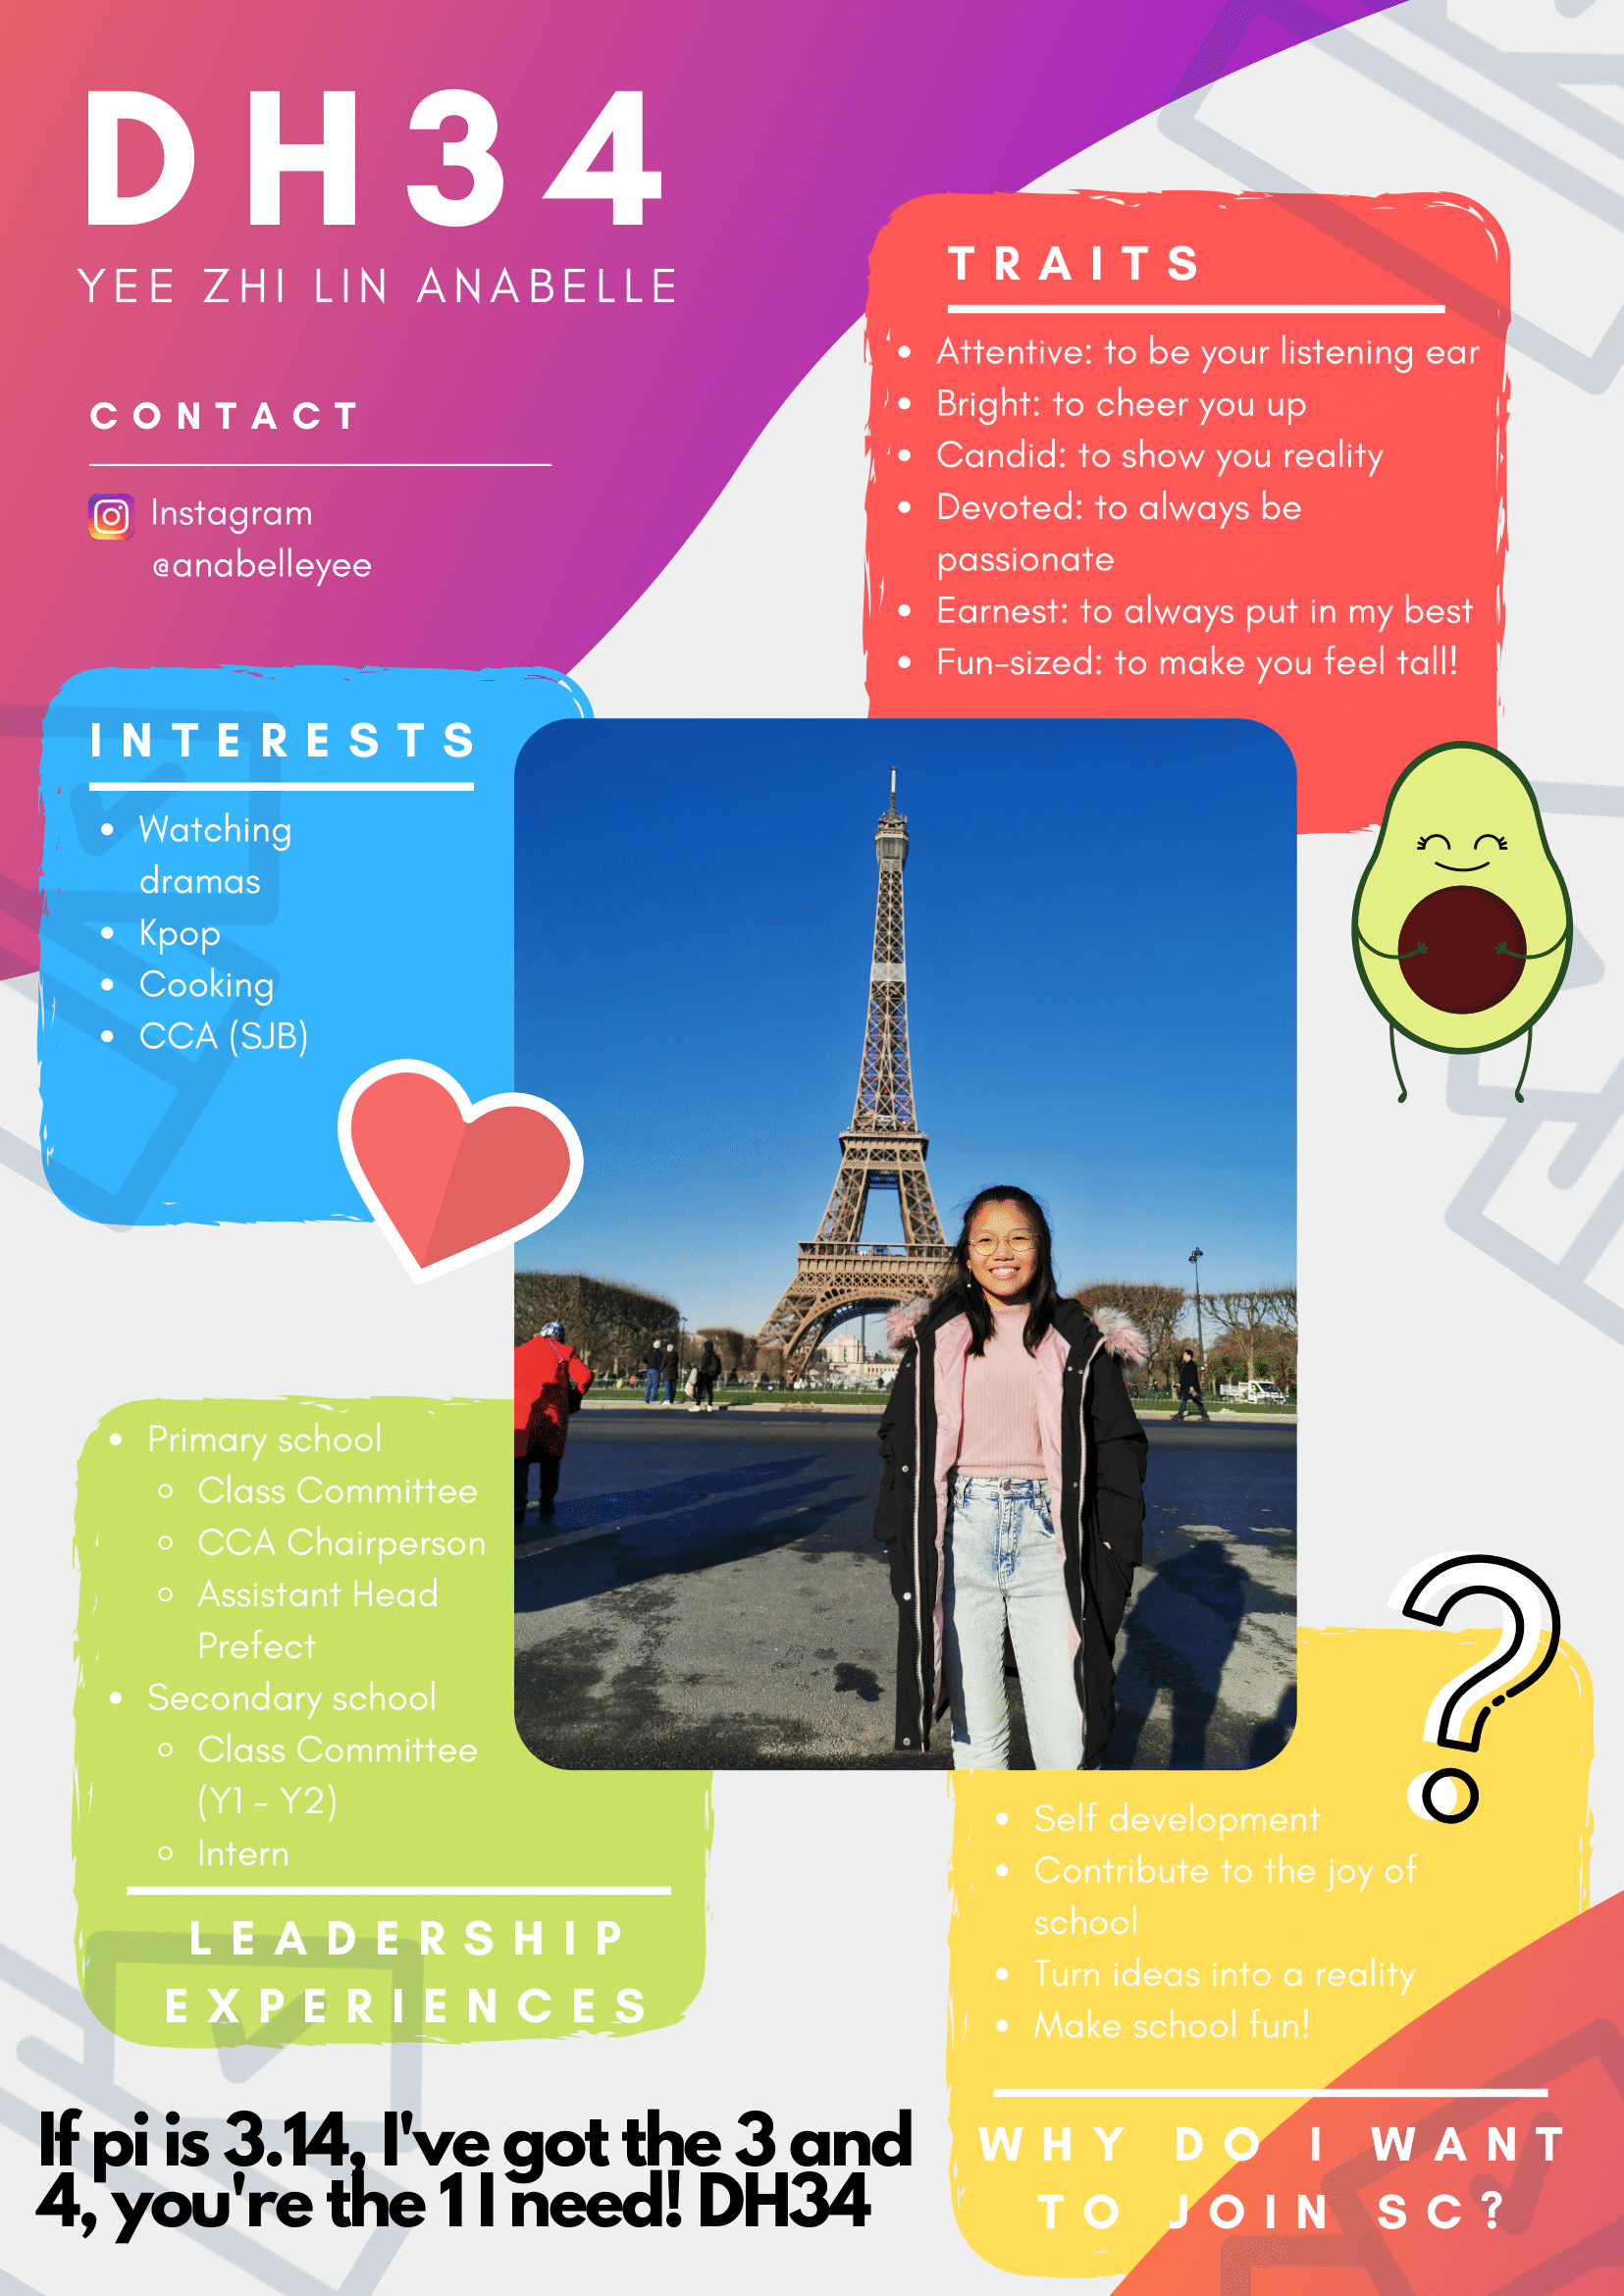 DH34
YEE ZHI LIN ANABELLE
CONTACT
Instagram
@anabelleyee
TRAITS
Attentive: to be your listening ear
Bright: to cheer you up
Candid: to show you reality
Devoted: to always be
passionate
Earnest: to always put in my best
Fun-sized: to make you feel tall!
INTERESTS
Watching
dramas
Kpop
Cooking
CCA (SJB)
Primary school
Class Committee
CCA Chairperson
Assistant Head
Prefect
Secondary school
Class Committee
(Y1 - Y2)
Intern
LEADERSHIP
EXPERIENCES
?
Self development
Contribute to the joy of
school
Turn ideas into a reality
Make school fun!
WHY DO I WANT
TO JOIN SC?
If pi is 3.14, I've got the 3 and
4, you're the 1 I need! DH34